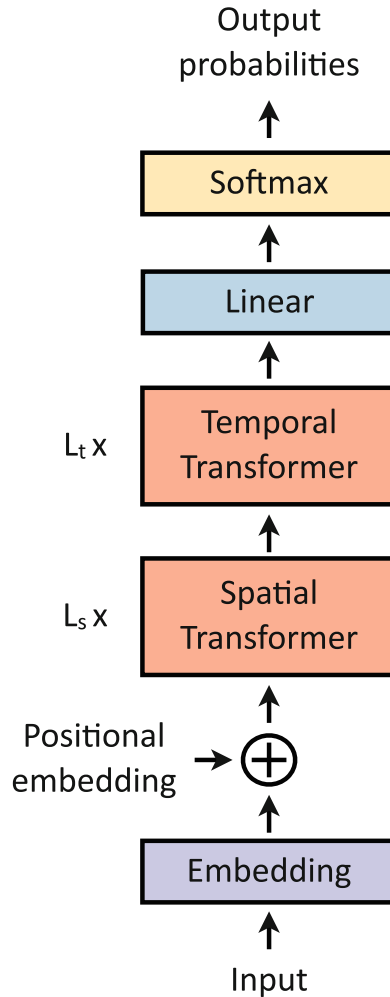 Output
probabilities
Softmax
Linear
Lₜ x
Temporal
Transformer
Lₛ x
Spatial
Transformer
Positional
embedding
Embedding
Input